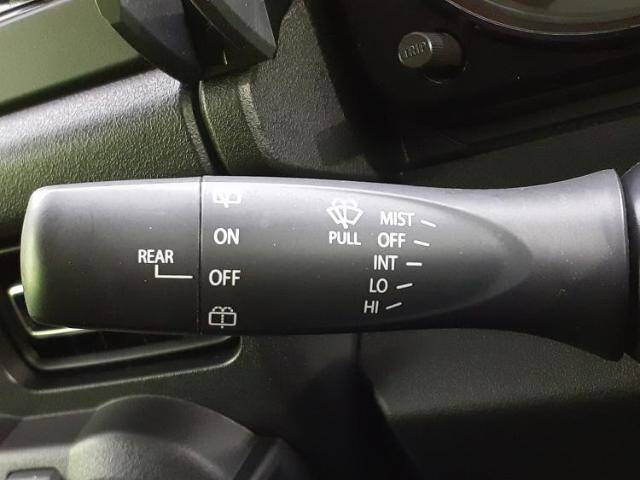 TRIP
MIST
PULL OFF
ON
INT
REAR
OFF
LO
HI